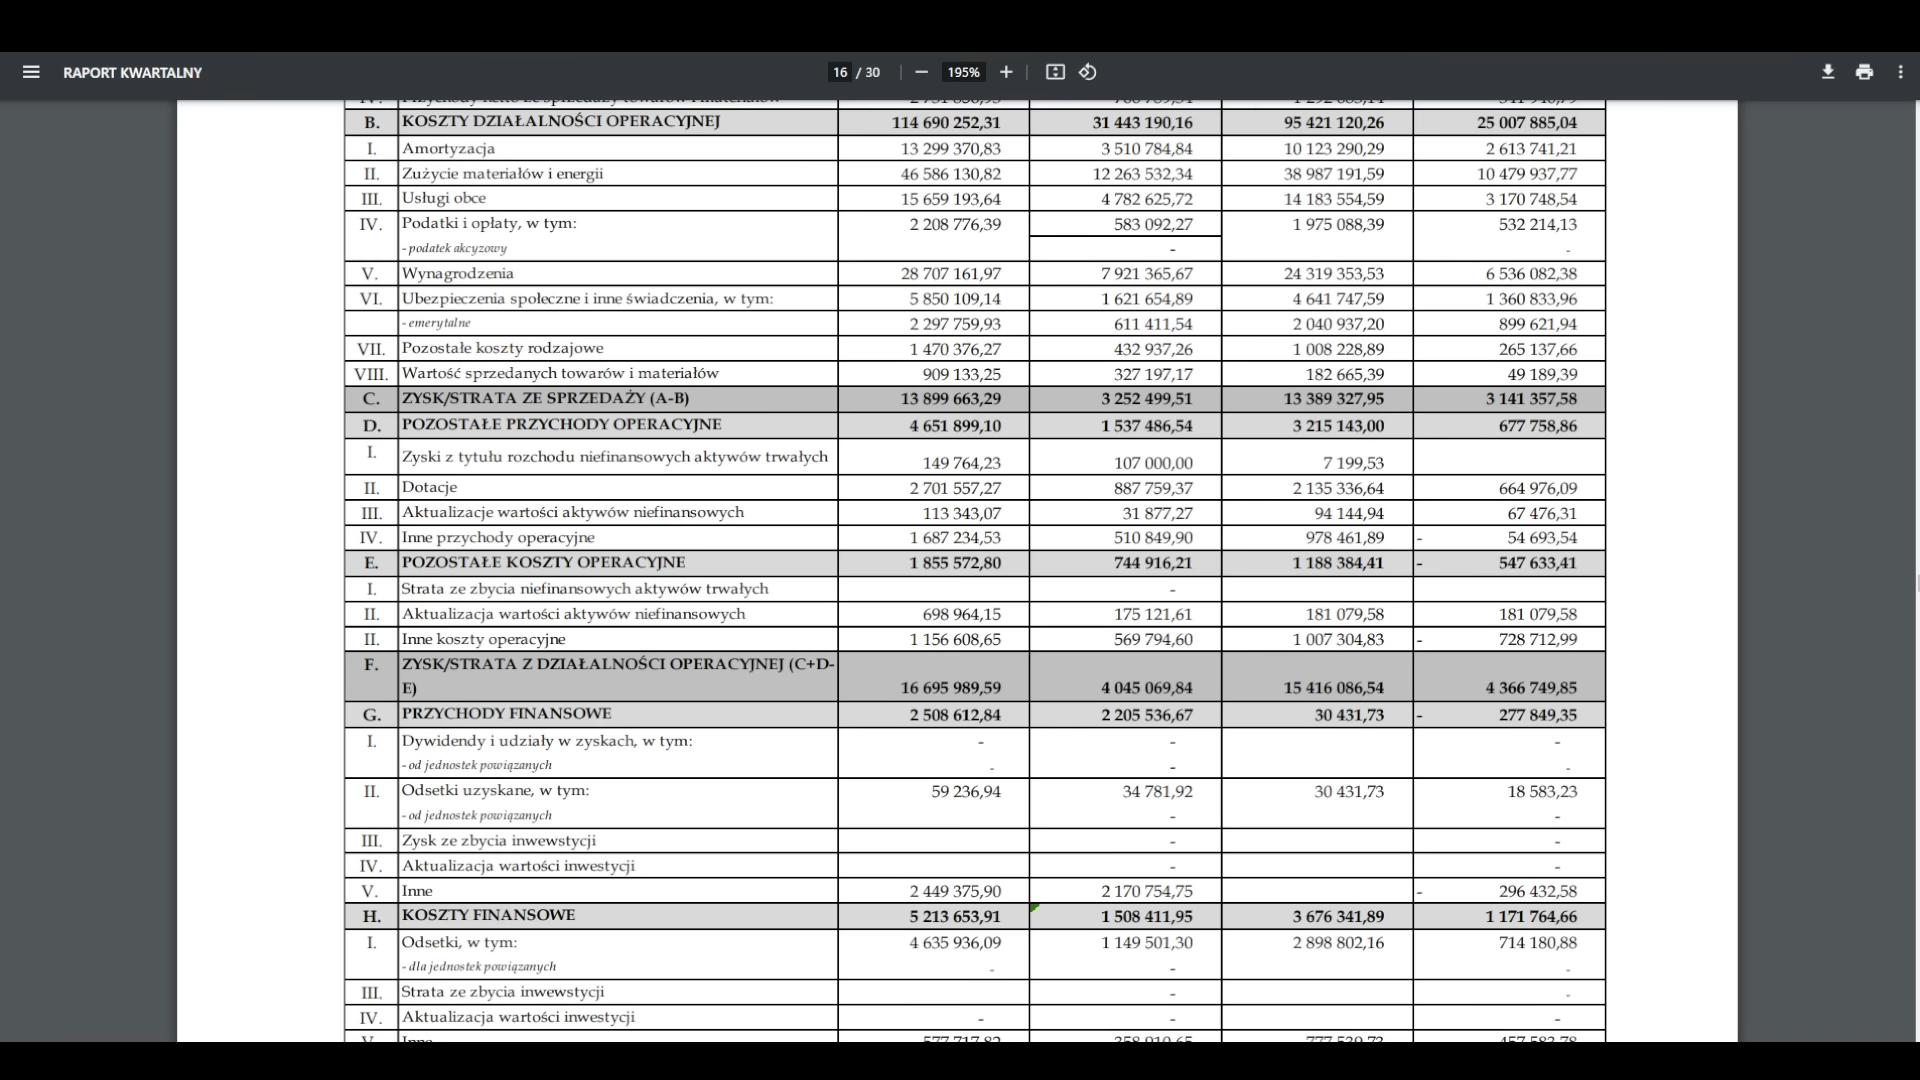 RAPORT KWARTALNY
16 / 30
195%
B. KOSZTY DZIAŁALNOŚCI OPERACYJNEJ 114 690 252,31 31 443 190,16 95 421 120,26 25 007 885,04
I. Amortyzacja 13 299 370,83 3 510 784,84 10 123 290,29 2 613 741,21
II. Zużycie materiałów i energii 46 586 130,82 12 263 532,34 38 987 191,59 10 479 937,77
III. Usługi obce 15 659 193,64 4 782 625,72 14 183 554,59 3 170 748,54
IV. Podatki i opłaty, w tym: 2 208 776,39 583 092,27 1 975 088,39 532 214,13
- podatek akcyzowy - -
V. Wynagrodzenia 28 707 161,97 7 921 365,67 24 319 353,53 6 536 082,38
VI. Ubezpieczenia społeczne i inne świadczenia, w tym: 5 850 109,14 1 621 654,89 4 641 747,59 1 360 833,96
- emerytalne 2 297 759,93 611 411,54 2 040 937,20 899 621,94
VII. Pozostałe koszty rodzajowe 1 470 376,27 432 937,26 1 008 228,89 265 137,66
VIII. Wartość sprzedanych towarów i materiałów 909 133,25 327 197,17 182 665,39 49 189,39
C. ZYSK/STRATA ZE SPRZEDAŻY (A-B) 13 899 663,29 3 252 499,51 13 389 327,95 3 141 357,58
D. POZOSTAŁE PRZYCHODY OPERACYJNE 4 651 899,10 1 537 486,54 3 215 143,00 677 758,86
I. Zyski z tytułu rozchodu niefinansowych aktywów trwałych 149 764,23 107 000,00 7 199,53
II. Dotacje 2 701 557,27 887 759,37 2 135 336,64 664 976,09
III. Aktualizacje wartości aktywów niefinansowych 113 343,07 31 877,27 94 144,94 67 476,31
IV. Inne przychody operacyjne 1 687 234,53 510 849,90 978 461,89 - 54 693,54
E. POZOSTAŁE KOSZTY OPERACYJNE 1 855 572,80 744 916,21 1 188 384,41 - 547 633,41
I. Strata ze zbycia niefinansowych aktywów trwałych -
II. Aktualizacja wartości aktywów niefinansowych 698 964,15 175 121,61 181 079,58 181 079,58
II. Inne koszty operacyjne 1 156 608,65 569 794,60 1 007 304,83 - 728 712,99
F. ZYSK/STRATA Z DZIAŁALNOŚCI OPERACYJNEJ (C+D-
E) 16 695 989,59 4 045 069,84 15 416 086,54 4 366 749,85
G. PRZYCHODY FINANSOWE 2 508 612,84 2 205 536,67 30 431,73 - 277 849,35
I. Dywidendy i udziały w zyskach, w tym: - - -
- od jednostek powiązanych - - -
II. Odsetki uzyskane, w tym: 59 236,94 34 781,92 30 431,73 18 583,23
- od jednostek powiązanych - -
III. Zysk ze zbycia inwewstycji - -
IV. Aktualizacja wartości inwestycji - -
V. Inne 2 449 375,90 2 170 754,75 - 296 432,58
H. KOSZTY FINANSOWE 5 213 653,91 1 508 411,95 3 676 341,89 1 171 764,66
I. Odsetki, w tym: 4 635 936,09 1 149 501,30 2 898 802,16 714 180,88
- dla jednostek powiązanych - - -
III. Strata ze zbycia inwewstycji - -
IV. Aktualizacja wartości inwestycji - - -